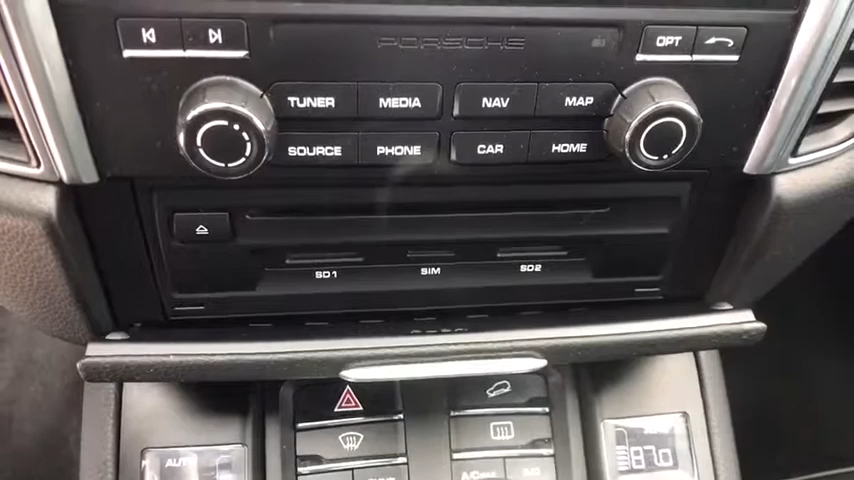 PORSCHE
OPT
TUNER MEDIA NAV MAP
SOURCE PHONE CAR HOME
SD1 SIM SD2
AUTO
A/C
87.0